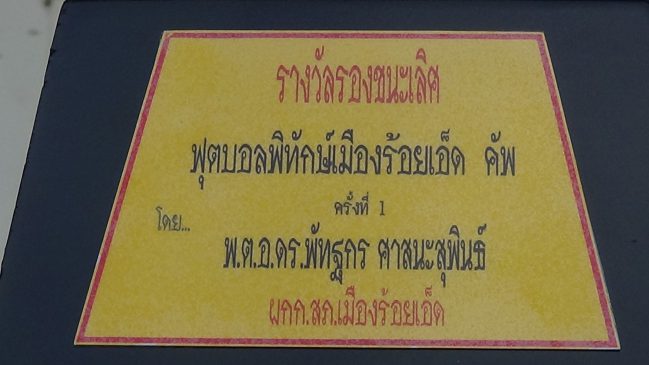 รางวัลรองชนะเลิศ
ฟุตบอลพิทักษ์เมืองร้อยเอ็ด คัพ
ครั้งที่ 1
โดย...
พ.ต.อ.ดร.พัทฐกร ศาสนะสุพินธ์
ผกก.สภ.เมืองร้อยเอ็ด